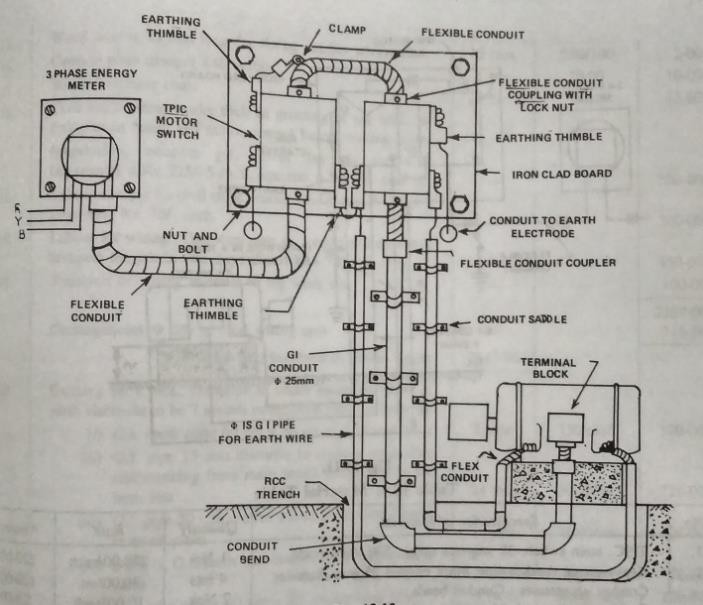 EARTHING
THIMBLE
CLAMP
FLEXIBLE CONDUIT
3 PHASE ENERGY
METER
TPIC
MOTOR
SWITCH
FLEXIBLE CONDUIT
COUPLING WITH
LOCK NUT
EARTHING THIMBLE
IRON CLAD BOARD
R
Y
B
NUT AND
BOLT
CONDUIT TO EARTH
ELECTRODE
FLEXIBLE CONDUIT COUPLER
FLEXIBLE
CONDUIT
EARTHING
THIMBLE
CONDUIT SADDLE
GI
CONDUIT
Φ 25mm
TERMINAL
BLOCK
Φ IS G I PIPE
FOR EARTH WIRE
FLEX
CONDUIT
RCC
TRENCH
CONDUIT
BEND